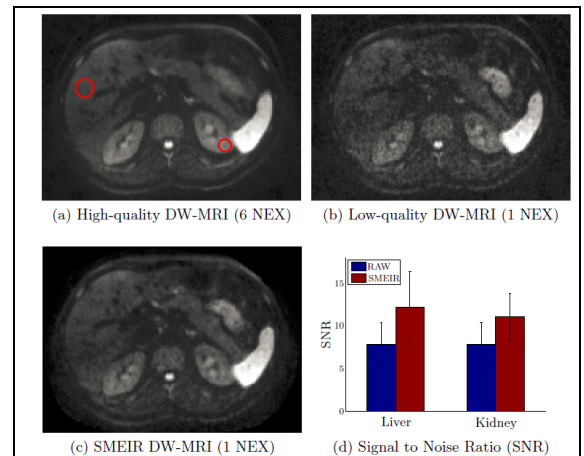 (a) High-quality DW-MRI (6 NEX)
(b) Low-quality DW-MRI (1 NEX)
RAW
SMEIR
15
10
5
0
SNR
Liver Kidney
(c) SMEIR DW-MRI (1 NEX)
(d) Signal to Noise Ratio (SNR)